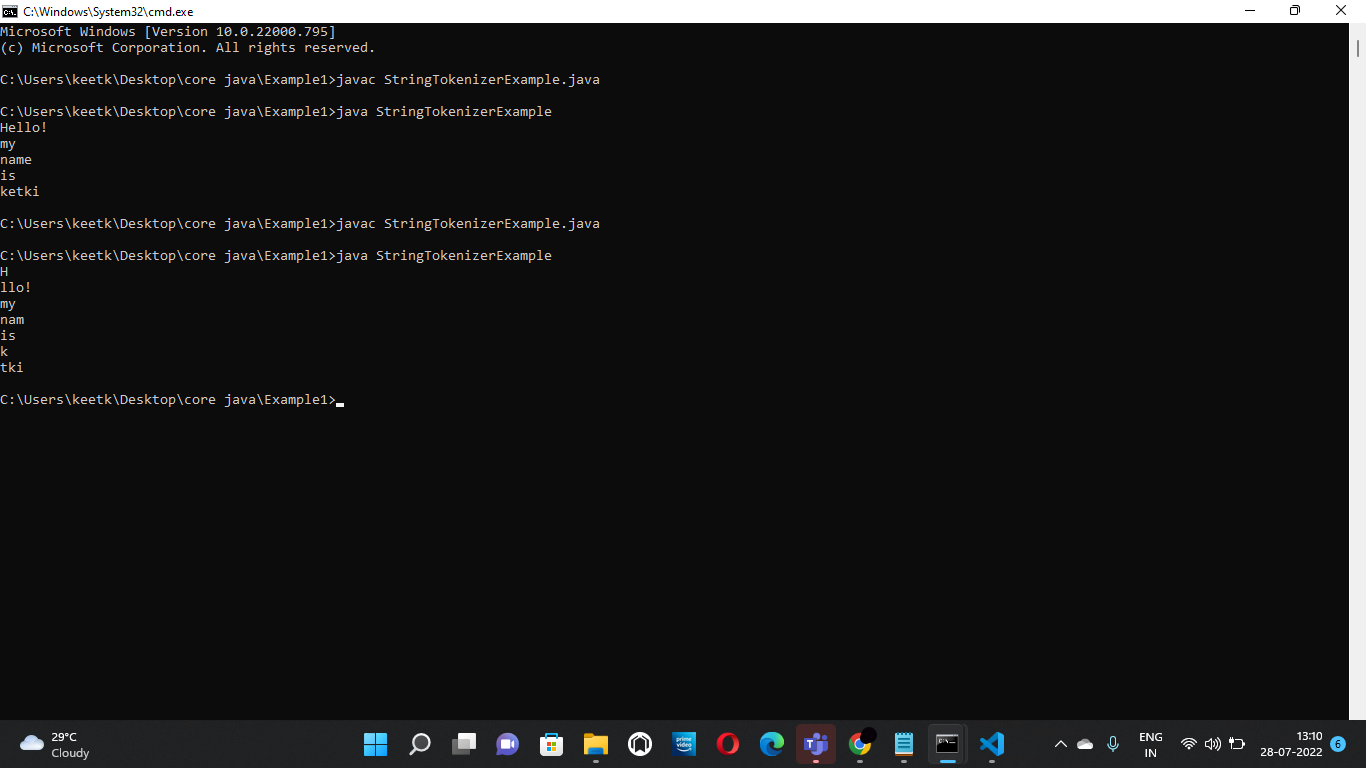 C:\Windows\System32\cmd.exe
Microsoft Windows [Version 10.0.22000.795]
(c) Microsoft Corporation. All rights reserved.
C:\Users\keetk\Desktop\core java\Example1>javac StringTokenizerExample.java
C:\Users\keetk\Desktop\core java\Example1>java StringTokenizerExample
Hello!
my
name
is
ketki
C:\Users\keetk\Desktop\core java\Example1>javac StringTokenizerExample.java
C:\Users\keetk\Desktop\core java\Example1>java StringTokenizerExample
H
llo!
my
nam
is
k
tki
C:\Users\keetk\Desktop\core java\Example1>
29°C
Cloudy
prime video
ENG
IN
13:10
28-07-2022
6